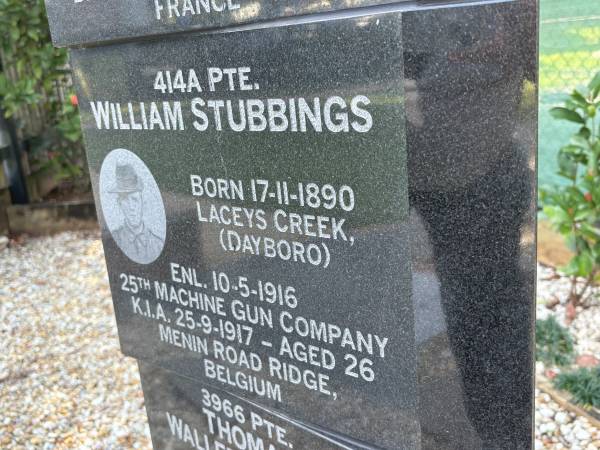 FRANCE
414A PTE.
WILLIAM STUBBINGS
BORN 17-11-1890
LACEYS CREEK,
(DAYBORO)
ENL. 10-5-1916
25TH MACHINE GUN COMPANY
K.I.A. 25-9-1917 – AGED 26
MENIN ROAD RIDGE,
BELGIUM
3966 PTE.